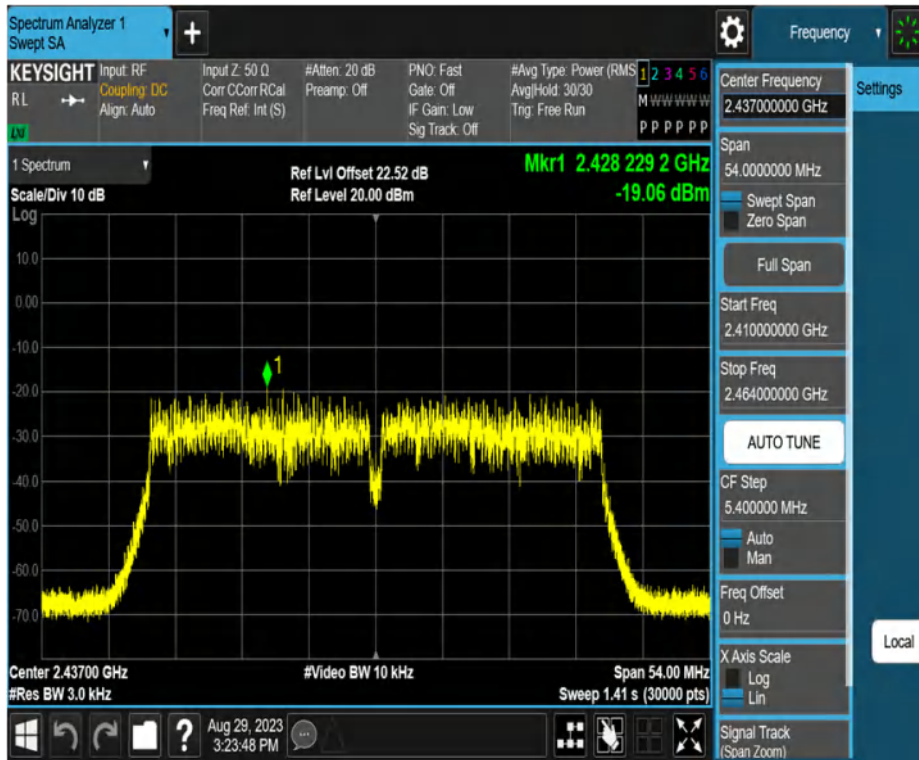 Spectrum Analyzer 1
Swept SA
+
Frequency
KEYSIGHT
RL
LXI
Input: RF
Coupling: DC
Align: Auto
Input Z: 50 Ω
Corr CCorr RCal
Freq Ref: Int (S)
#Atten: 20 dB
Preamp: Off
PNO: Fast
Gate: Off
IF Gain: Low
Sig Track: Off
#Avg Type: Power (RMS
Avg|Hold: 30/30
Trig: Free Run
1 2 3 4 5 6
M W W W W W
P P P P P P
1 Spectrum
Scale/Div 10 dB
Log
Ref Lvl Offset 22.52 dB
Ref Level 20.00 dBm
Mkr1 2.428 229 2 GHz
-19.06 dBm
10.0
0.00
-10.0
-20.0
-30.0
-40.0
-50.0
-60.0
-70.0
1
Center 2.43700 GHz
#Res BW 3.0 kHz
#Video BW 10 kHz
Span 54.00 MHz
Sweep 1.41 s (30000 pts)
?
Aug 29, 2023
3:23:48 PM
Center Frequency
2.437000000 GHz
Span
54.0000000 MHz
Swept Span
Zero Span
Full Span
Start Freq
2.410000000 GHz
Stop Freq
2.464000000 GHz
AUTO TUNE
CF Step
5.400000 MHz
Auto
Man
Freq Offset
0 Hz
X Axis Scale
Log
Lin
Signal Track
(Span Zoom)
Settings
Local